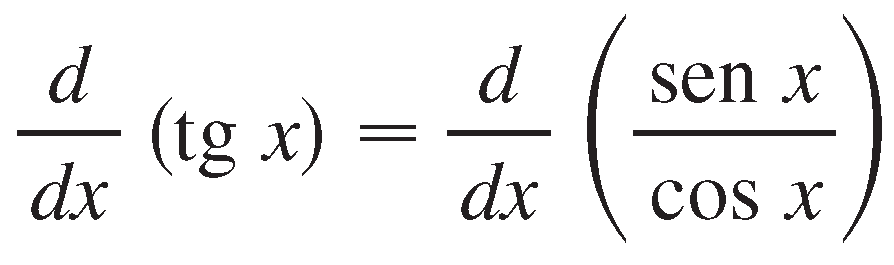 d/dx (tg x) = d/dx (sen x/cos x)